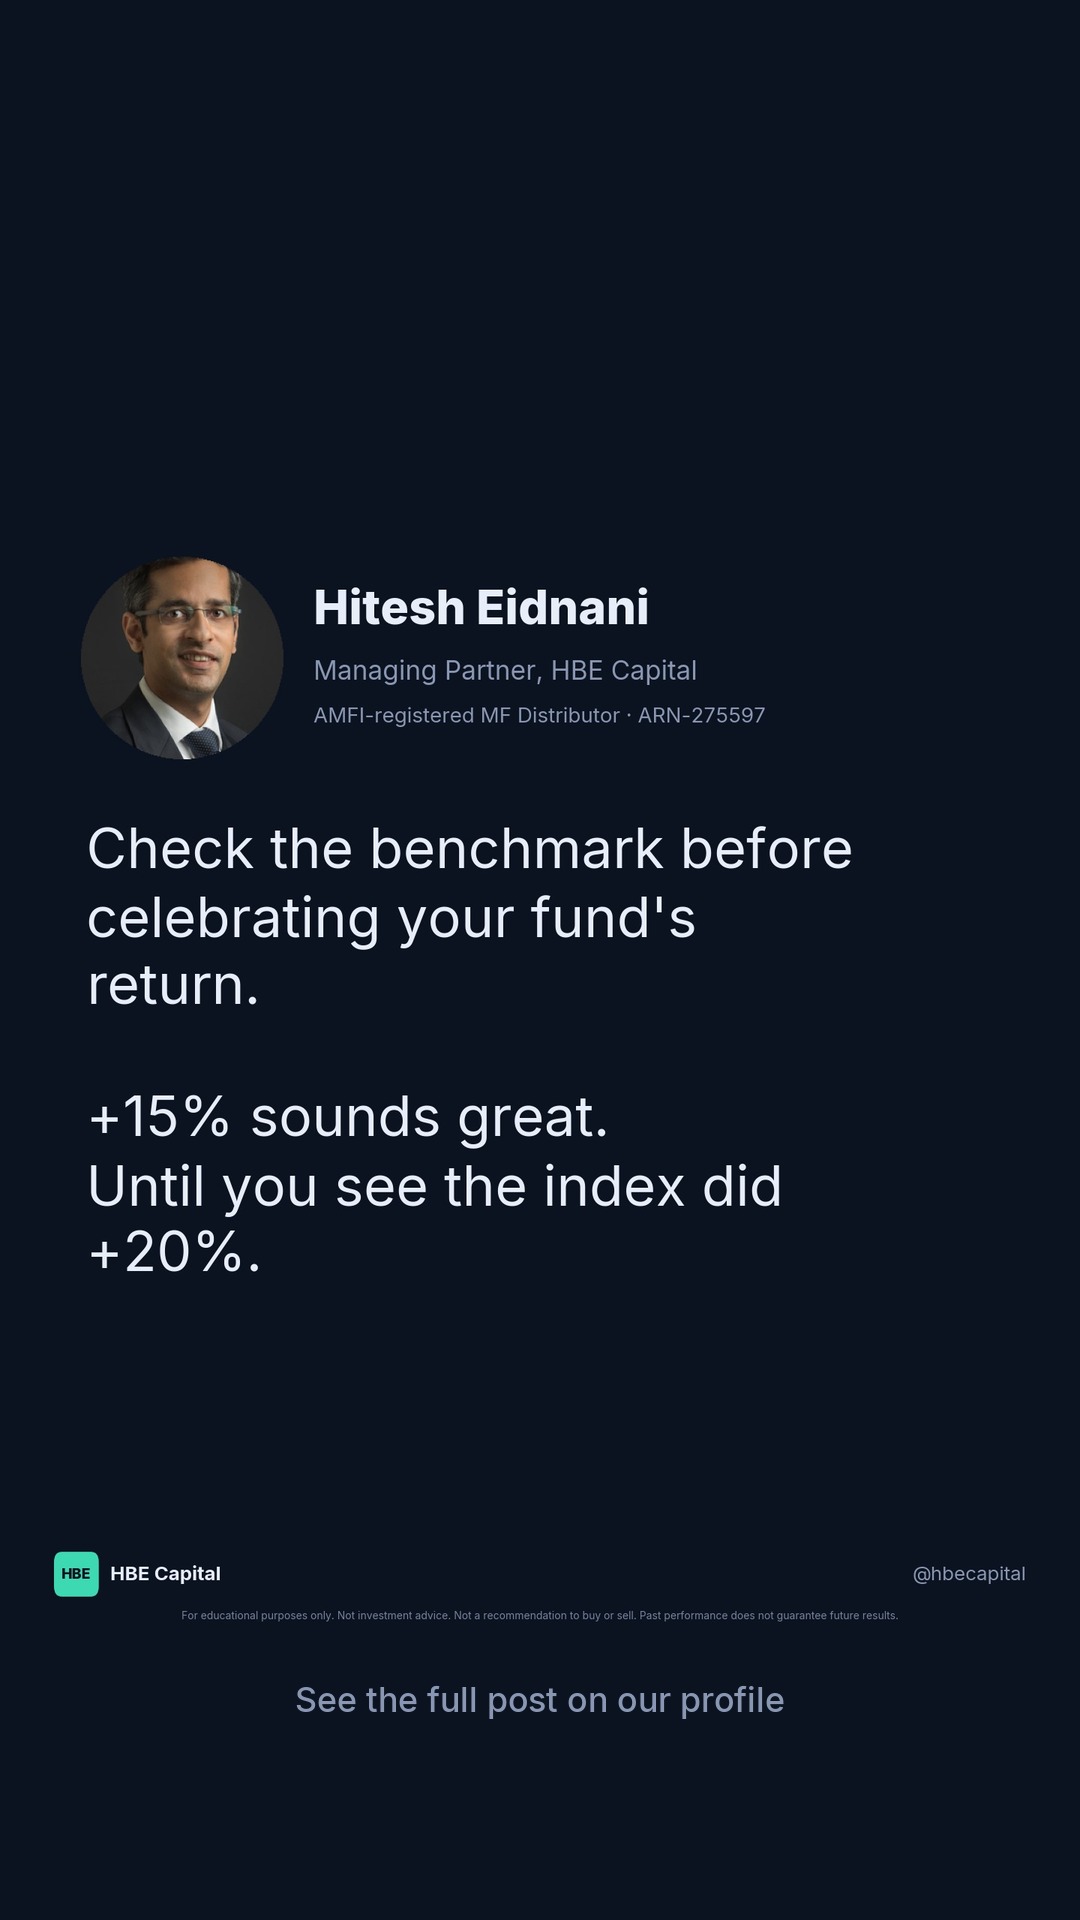 Hitesh Eidnani
Managing Partner, HBE Capital
AMFI-registered MF Distributor · ARN-275597
Check the benchmark before
celebrating your fund's
return.
+15% sounds great.
Until you see the index did
+20%.
HBE
HBE Capital
@hbecapital
For educational purposes only. Not investment advice. Not a recommendation to buy or sell. Past performance does not guarantee future results.
See the full post on our profile